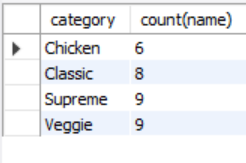 category count(name)
Chicken 6
Classic 8
Supreme 9
Veggie 9